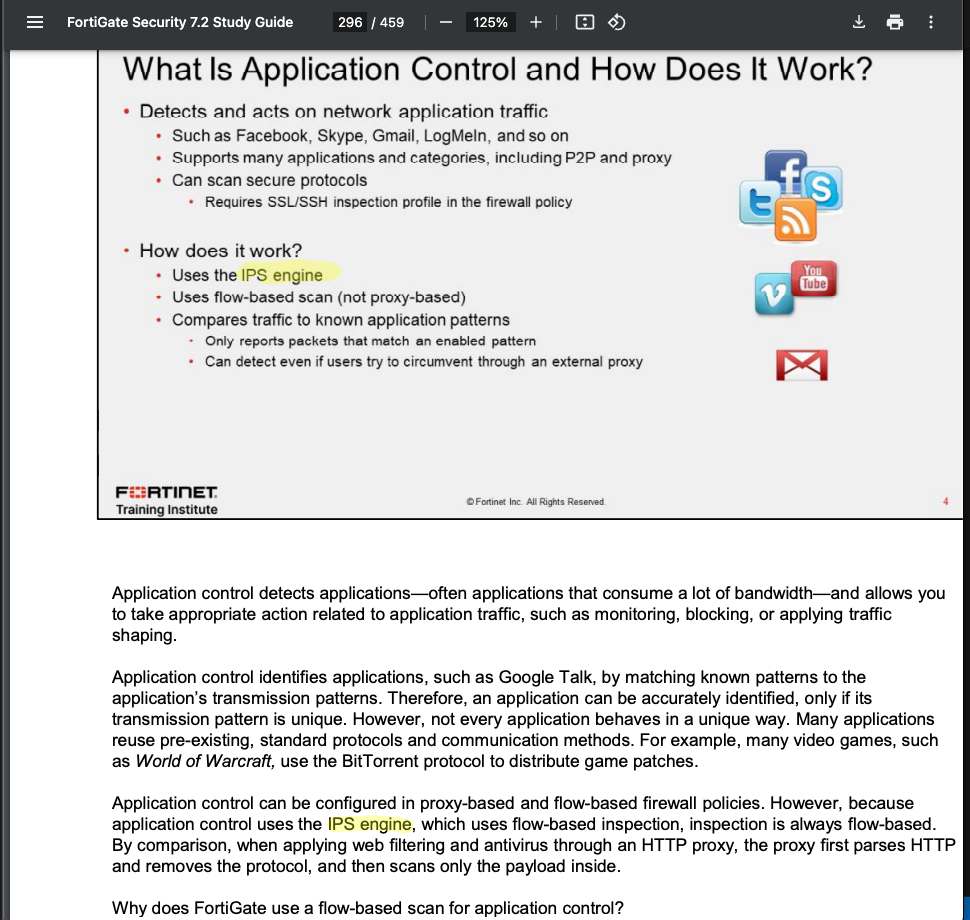 FortiGate Security 7.2 Study Guide
296 / 459
125%
What Is Application Control and How Does It Work?
• Detects and acts on network application traffic
• Such as Facebook, Skype, Gmail, LogMeIn, and so on
• Supports many applications and categories, including P2P and proxy
• Can scan secure protocols
• Requires SSL/SSH inspection profile in the firewall policy
• How does it work?
• Uses the IPS engine
• Uses flow-based scan (not proxy-based)
• Compares traffic to known application patterns
• Only reports packets that match an enabled pattern
• Can detect even if users try to circumvent through an external proxy
You
Tube
FORTINET
Training Institute
© Fortinet Inc. All Rights Reserved.
4
Application control detects applications—often applications that consume a lot of bandwidth—and allows you
to take appropriate action related to application traffic, such as monitoring, blocking, or applying traffic
shaping.
Application control identifies applications, such as Google Talk, by matching known patterns to the
application's transmission patterns. Therefore, an application can be accurately identified, only if its
transmission pattern is unique. However, not every application behaves in a unique way. Many applications
reuse pre-existing, standard protocols and communication methods. For example, many video games, such
as World of Warcraft, use the BitTorrent protocol to distribute game patches.
Application control can be configured in proxy-based and flow-based firewall policies. However, because
application control uses the IPS engine, which uses flow-based inspection, inspection is always flow-based.
By comparison, when applying web filtering and antivirus through an HTTP proxy, the proxy first parses HTTP
and removes the protocol, and then scans only the payload inside.
Why does FortiGate use a flow-based scan for application control?